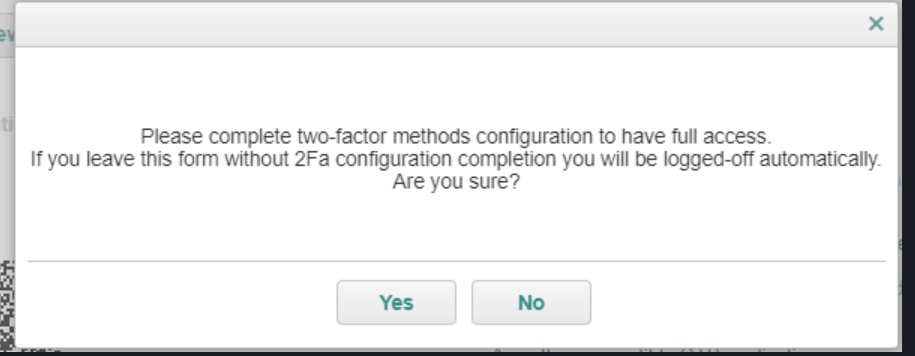 ×
Please complete two-factor methods configuration to have full access.
If you leave this form without 2Fa configuration completion you will be logged-off automatically.
Are you sure?
Yes
No